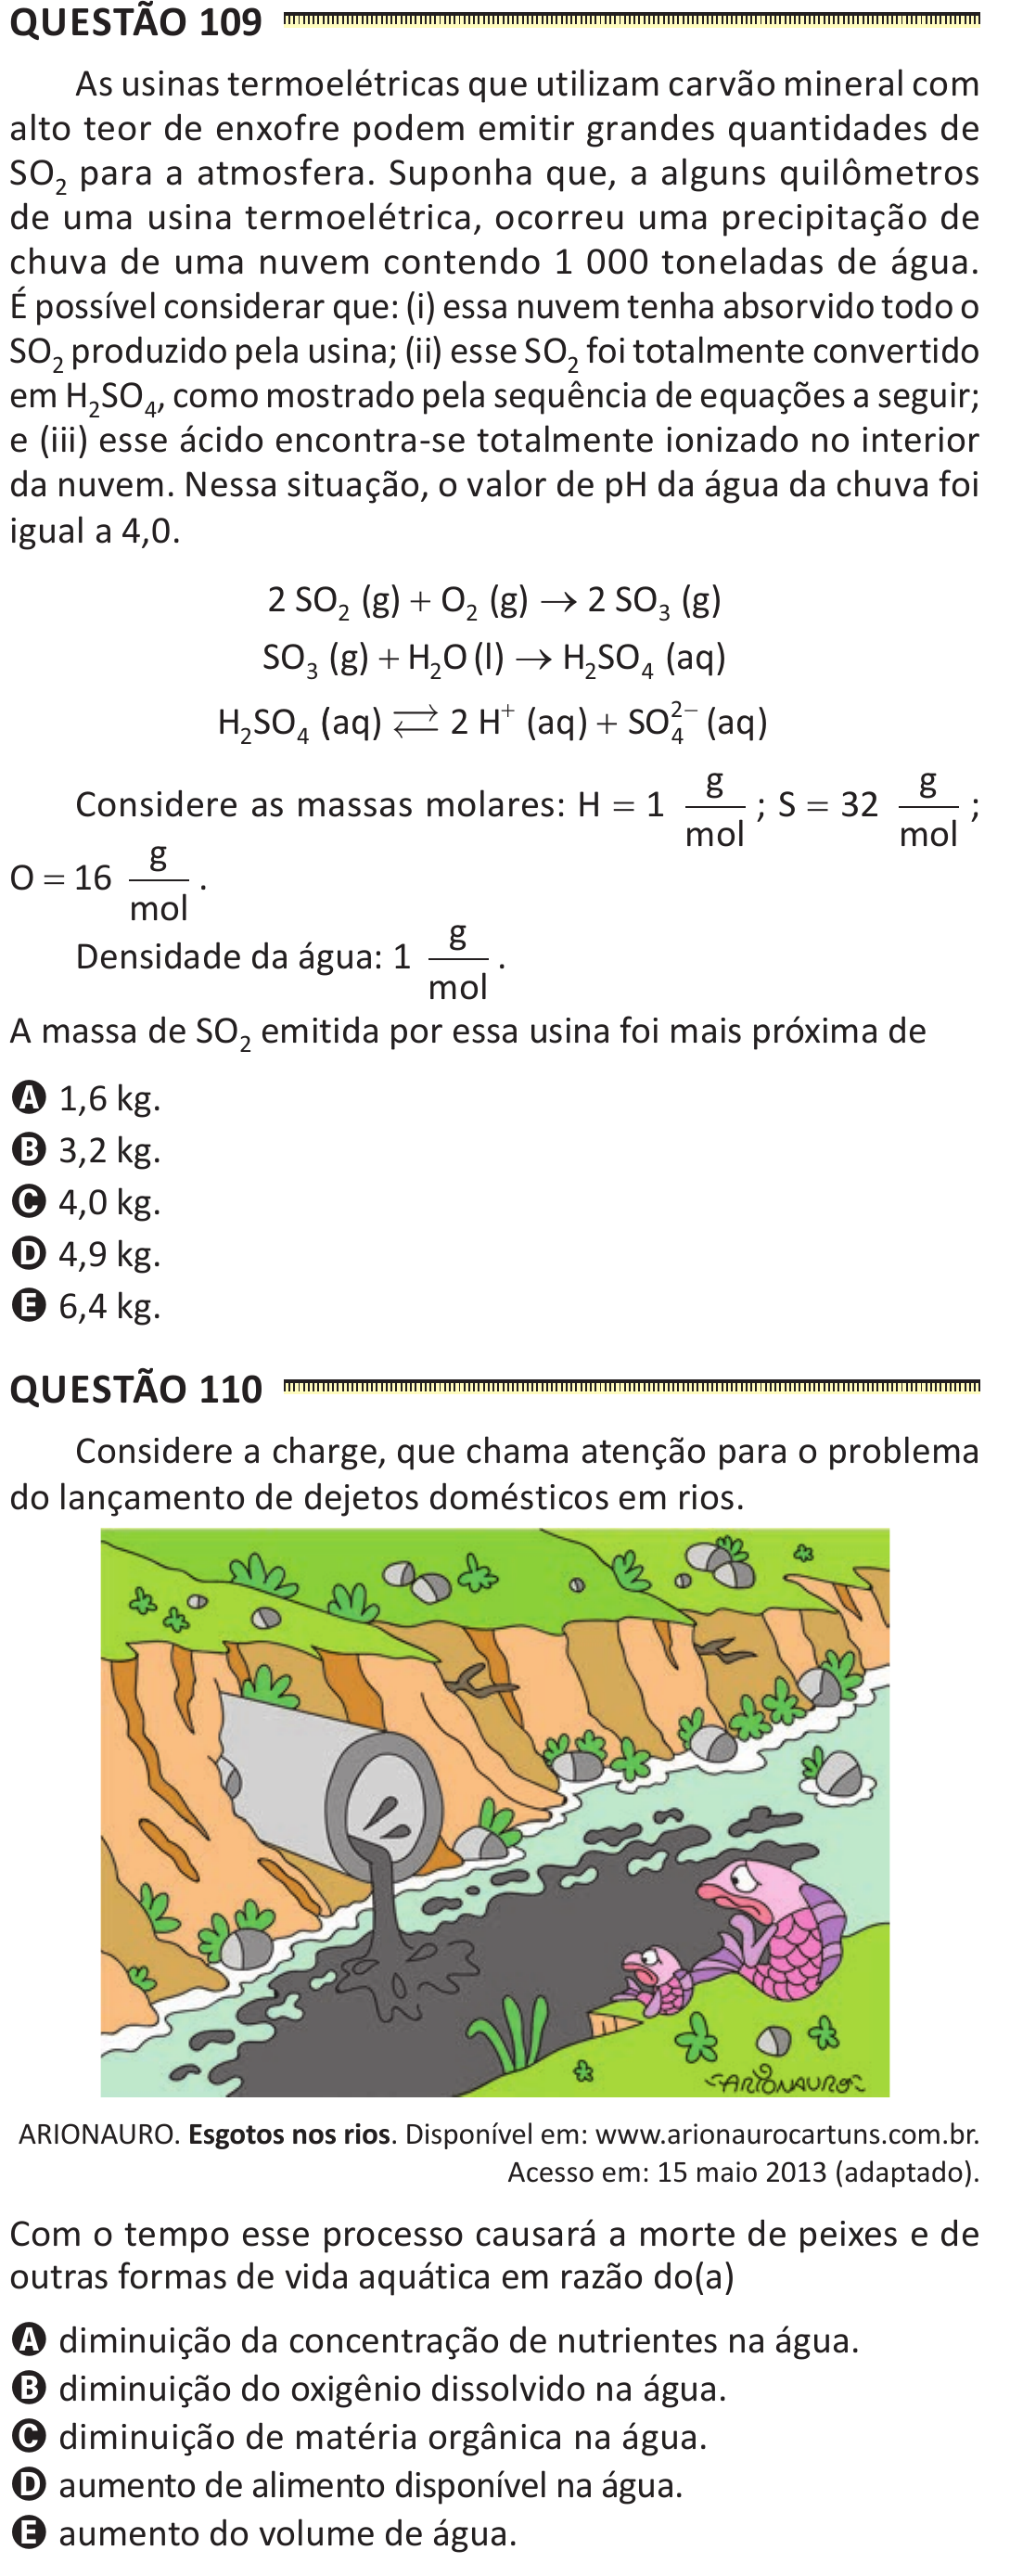 QUESTÃO 109
As usinas termoelétricas que utilizam carvão mineral com
alto teor de enxofre podem emitir grandes quantidades de
SO₂ para a atmosfera. Suponha que, a alguns quilômetros
de uma usina termoelétrica, ocorreu uma precipitação de
chuva de uma nuvem contendo 1 000 toneladas de água.
É possível considerar que: (i) essa nuvem tenha absorvido todo o
SO₂ produzido pela usina; (ii) esse SO₂ foi totalmente convertido
em H₂SO₄, como mostrado pela sequência de equações a seguir;
e (iii) esse ácido encontra-se totalmente ionizado no interior
da nuvem. Nessa situação, o valor de pH da água da chuva foi
igual a 4,0.
2 SO₂ (g) + O₂ (g) → 2 SO₃ (g)
SO₃ (g) + H₂O (l) → H₂SO₄ (aq)
H₂SO₄ (aq) ⇄ 2 H⁺ (aq) + SO₄²⁻ (aq)
Considere as massas molares: H = 1 g/mol ; S = 32 g/mol ;
O = 16 g/mol .
Densidade da água: 1 g/mol .
A massa de SO₂ emitida por essa usina foi mais próxima de
A 1,6 kg.
B 3,2 kg.
C 4,0 kg.
D 4,9 kg.
E 6,4 kg.
QUESTÃO 110
Considere a charge, que chama atenção para o problema
do lançamento de dejetos domésticos em rios.
ARIONAURO
ARIONAURO. Esgotos nos rios. Disponível em: www.arionaurocartuns.com.br.
Acesso em: 15 maio 2013 (adaptado).
Com o tempo esse processo causará a morte de peixes e de
outras formas de vida aquática em razão do(a)
A diminuição da concentração de nutrientes na água.
B diminuição do oxigênio dissolvido na água.
C diminuição de matéria orgânica na água.
D aumento de alimento disponível na água.
E aumento do volume de água.